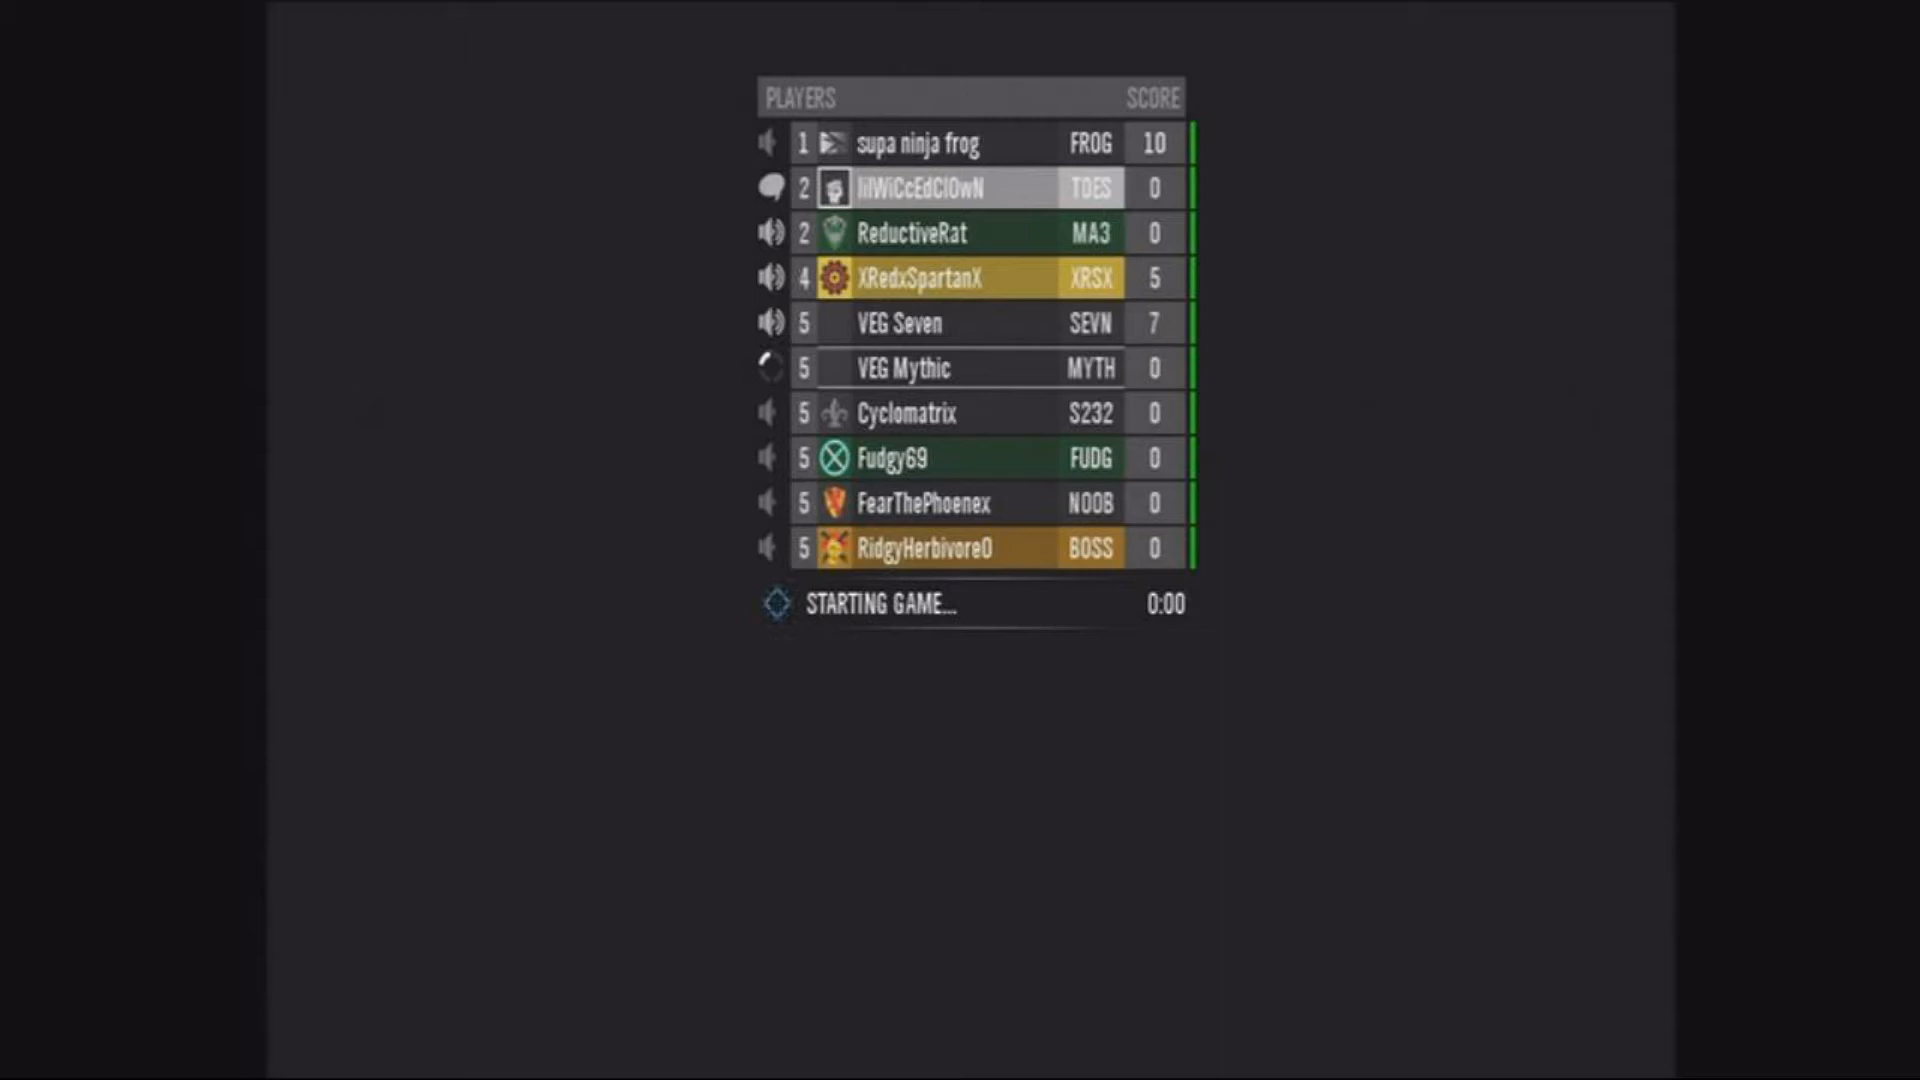 PLAYERS SCORE
1 supa ninja frog FROG 10
2 lilWiCcEdClOwN TOES 0
2 ReductiveRat MA3 0
4 XRedxSpartanX XRSX 5
5 VEG Seven SEVN 7
5 VEG Mythic MYTH 0
5 Cyclomatrix S232 0
5 Fudgy69 FUDG 0
5 FearThePhoenex NOOB 0
5 RidgyHerbivore0 BOSS 0
STARTING GAME... 0:00